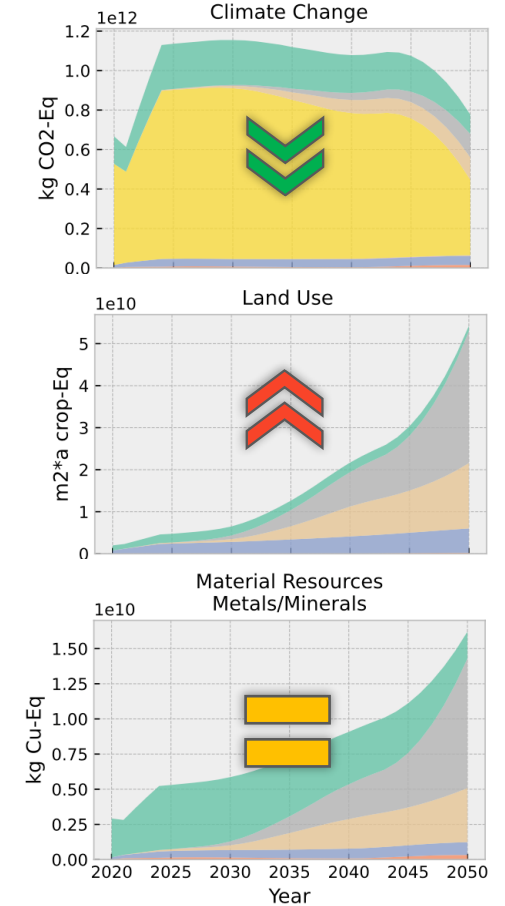 Climate Change
1e12
1.2
1.0
0.8
0.6
0.4
0.2
0.0
kg CO2-Eq
Land Use
1e10
5
4
3
2
1
0
m2*a crop-Eq
Material Resources
Metals/Minerals
1e10
1.50
1.25
1.00
0.75
0.50
0.25
0.00
kg Cu-Eq
2020 2025 2030 2035 2040 2045 2050
Year